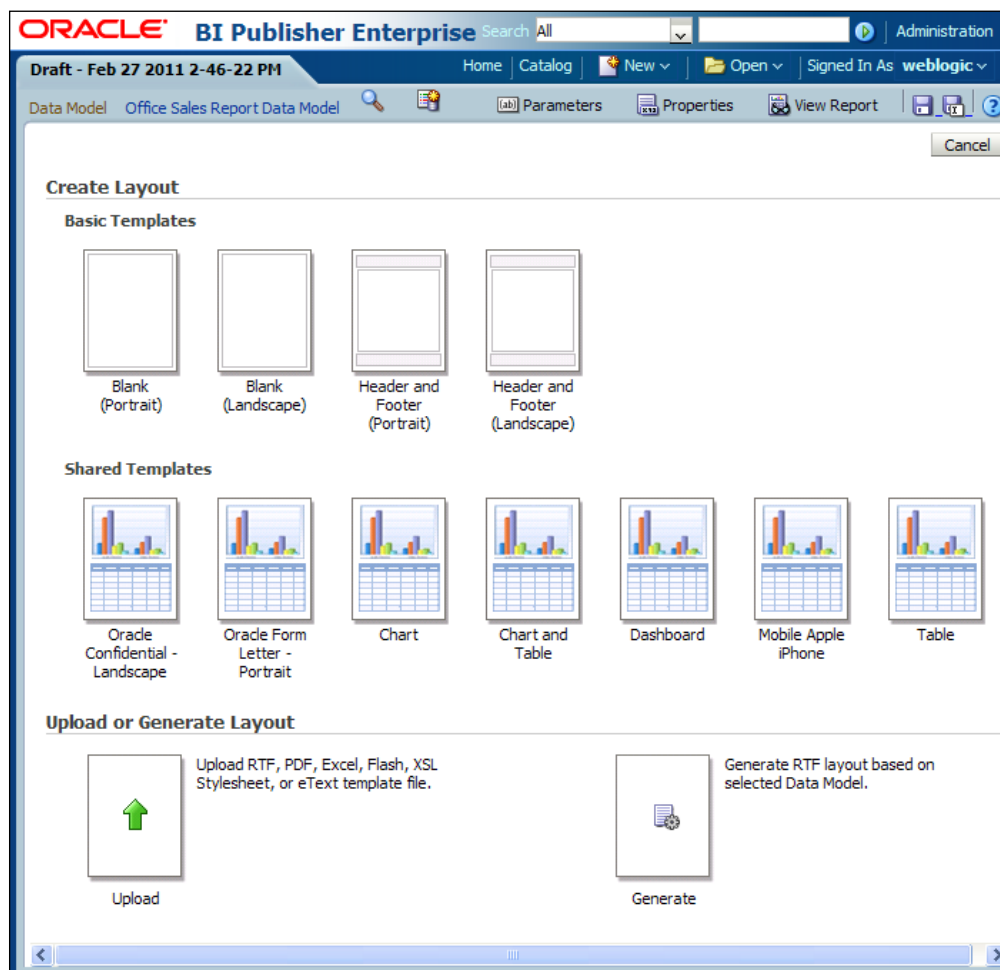 ORACLE BI Publisher Enterprise Search All Administration
Draft - Feb 27 2011 2-46-22 PM Home Catalog New Open Signed In As weblogic
Data Model Office Sales Report Data Model Parameters Properties View Report
Cancel
Create Layout
Basic Templates
Blank
(Portrait)
Blank
(Landscape)
Header and
Footer
(Portrait)
Header and
Footer
(Landscape)
Shared Templates
Oracle
Confidential -
Landscape
Oracle Form
Letter -
Portrait
Chart
Chart and
Table
Dashboard
Mobile Apple
iPhone
Table
Upload or Generate Layout
Upload RTF, PDF, Excel, Flash, XSL
Stylesheet, or eText template file.
Upload
Generate RTF layout based on
selected Data Model.
Generate